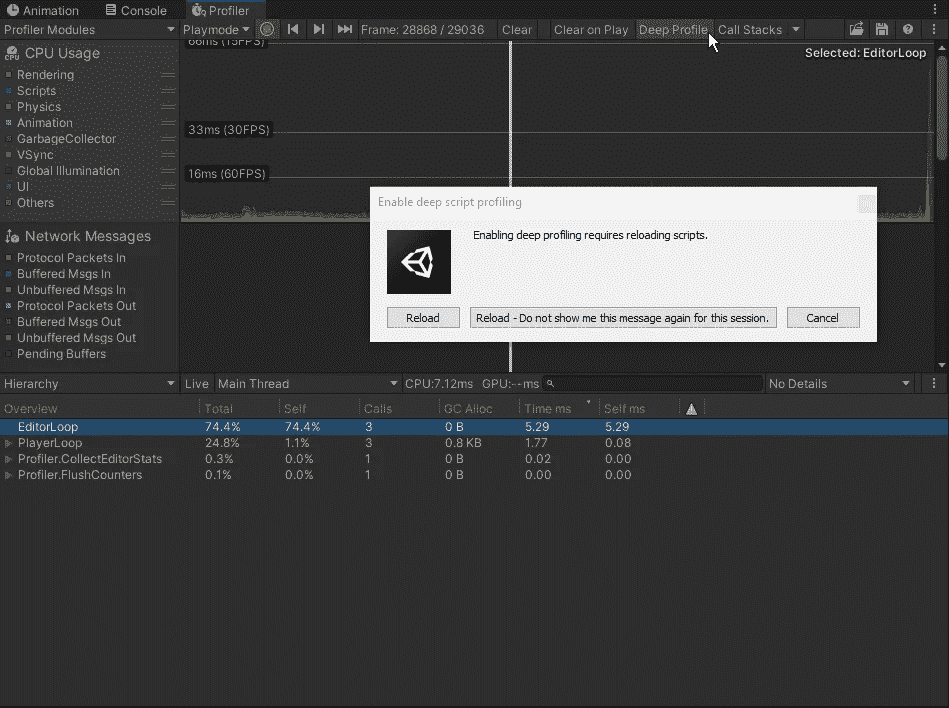 Animation Console Profiler
Profiler Modules Playmode Frame: 28868 / 29036 Clear Clear on Play Deep Profile Call Stacks
66ms (15FPS)
CPU Usage
Selected: EditorLoop
Rendering
Scripts
Physics
Animation
33ms (30FPS)
GarbageCollector
VSync
Global Illumination
16ms (60FPS)
UI
Others
Enable deep script profiling
Enabling deep profiling requires reloading scripts.
Reload Reload - Do not show me this message again for this session. Cancel
Network Messages
Protocol Packets In
Buffered Msgs In
Unbuffered Msgs In
Protocol Packets Out
Buffered Msgs Out
Unbuffered Msgs Out
Pending Buffers
Hierarchy Live Main Thread CPU:7.12ms GPU:--ms No Details
Overview Total Self Calls GC Alloc Time ms Self ms
EditorLoop 74.4% 74.4% 3 0 B 5.29 5.29
PlayerLoop 24.8% 1.1% 3 0.8 KB 1.77 0.08
Profiler.CollectEditorStats 0.3% 0.0% 1 0 B 0.02 0.00
Profiler.FlushCounters 0.1% 0.0% 1 0 B 0.00 0.00